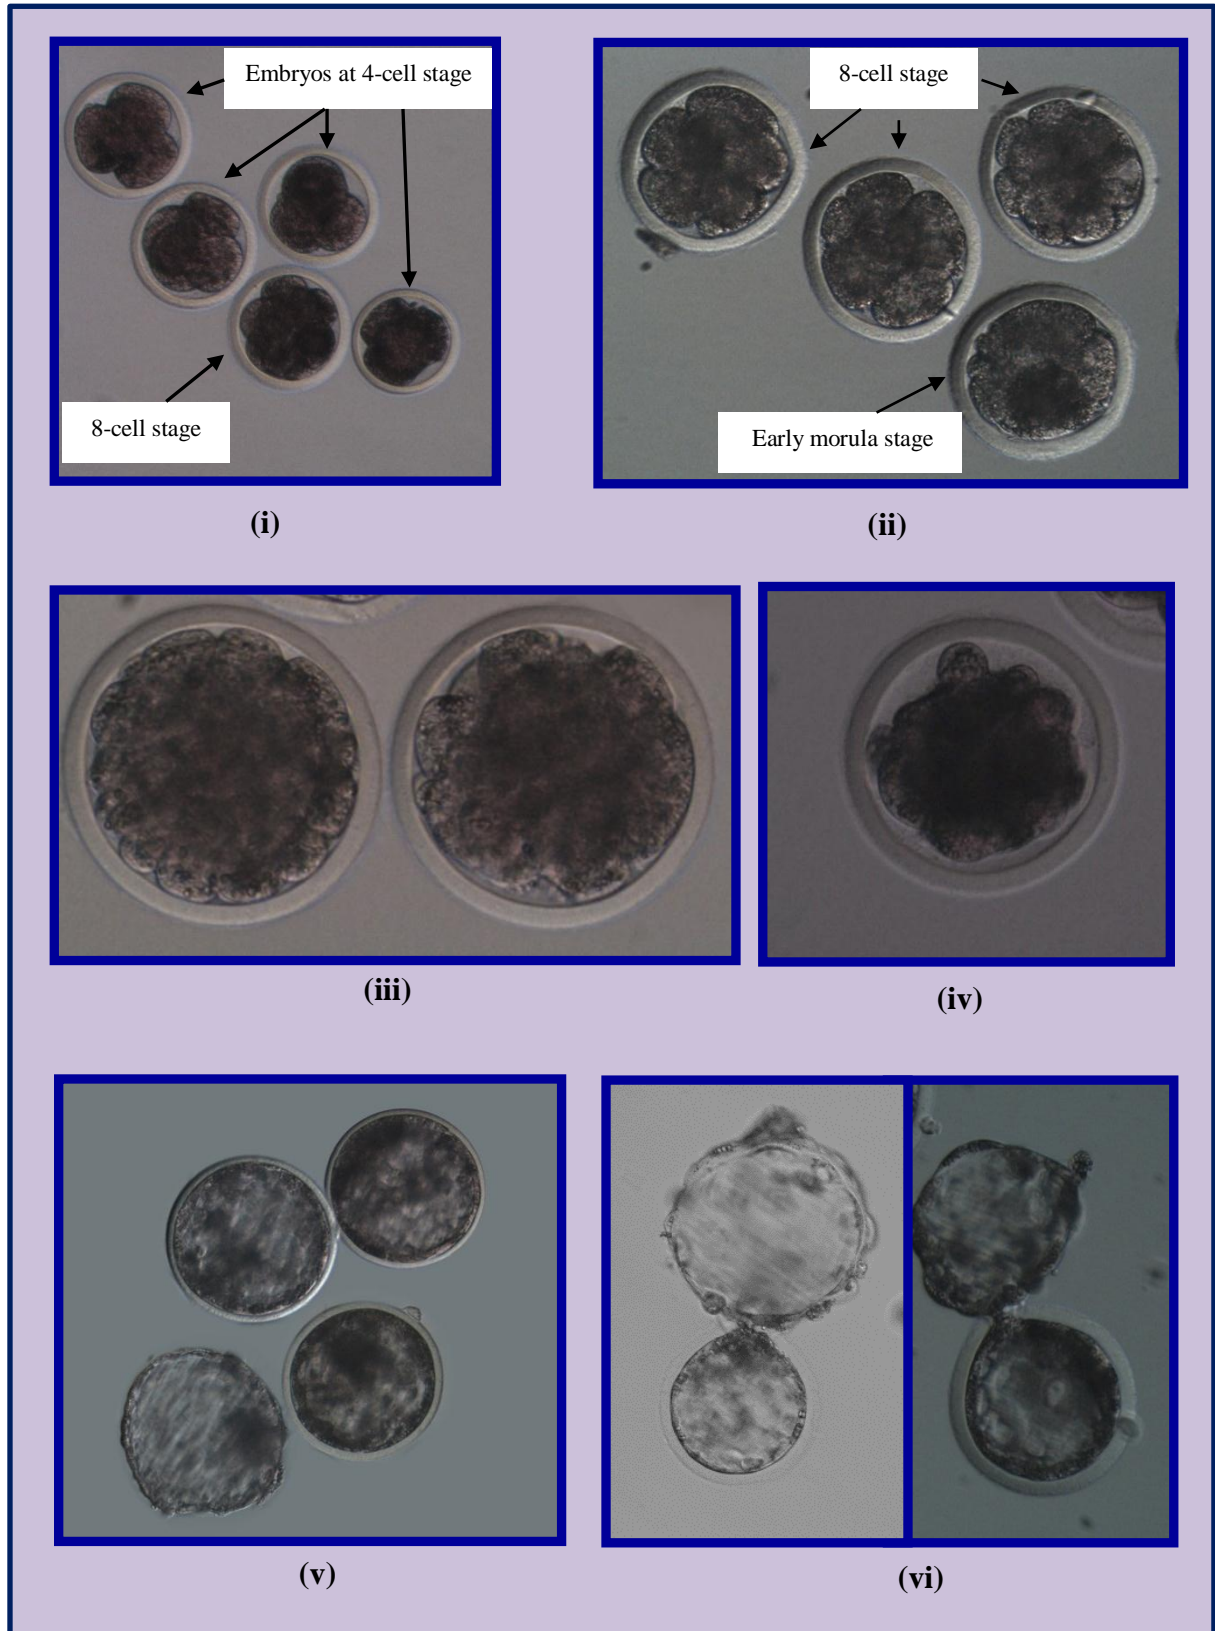 Embryos at 4-cell stage
8-cell stage
(i)
8-cell stage
Early morula stage
(ii)
(iii)
(iv)
(v)
(vi)